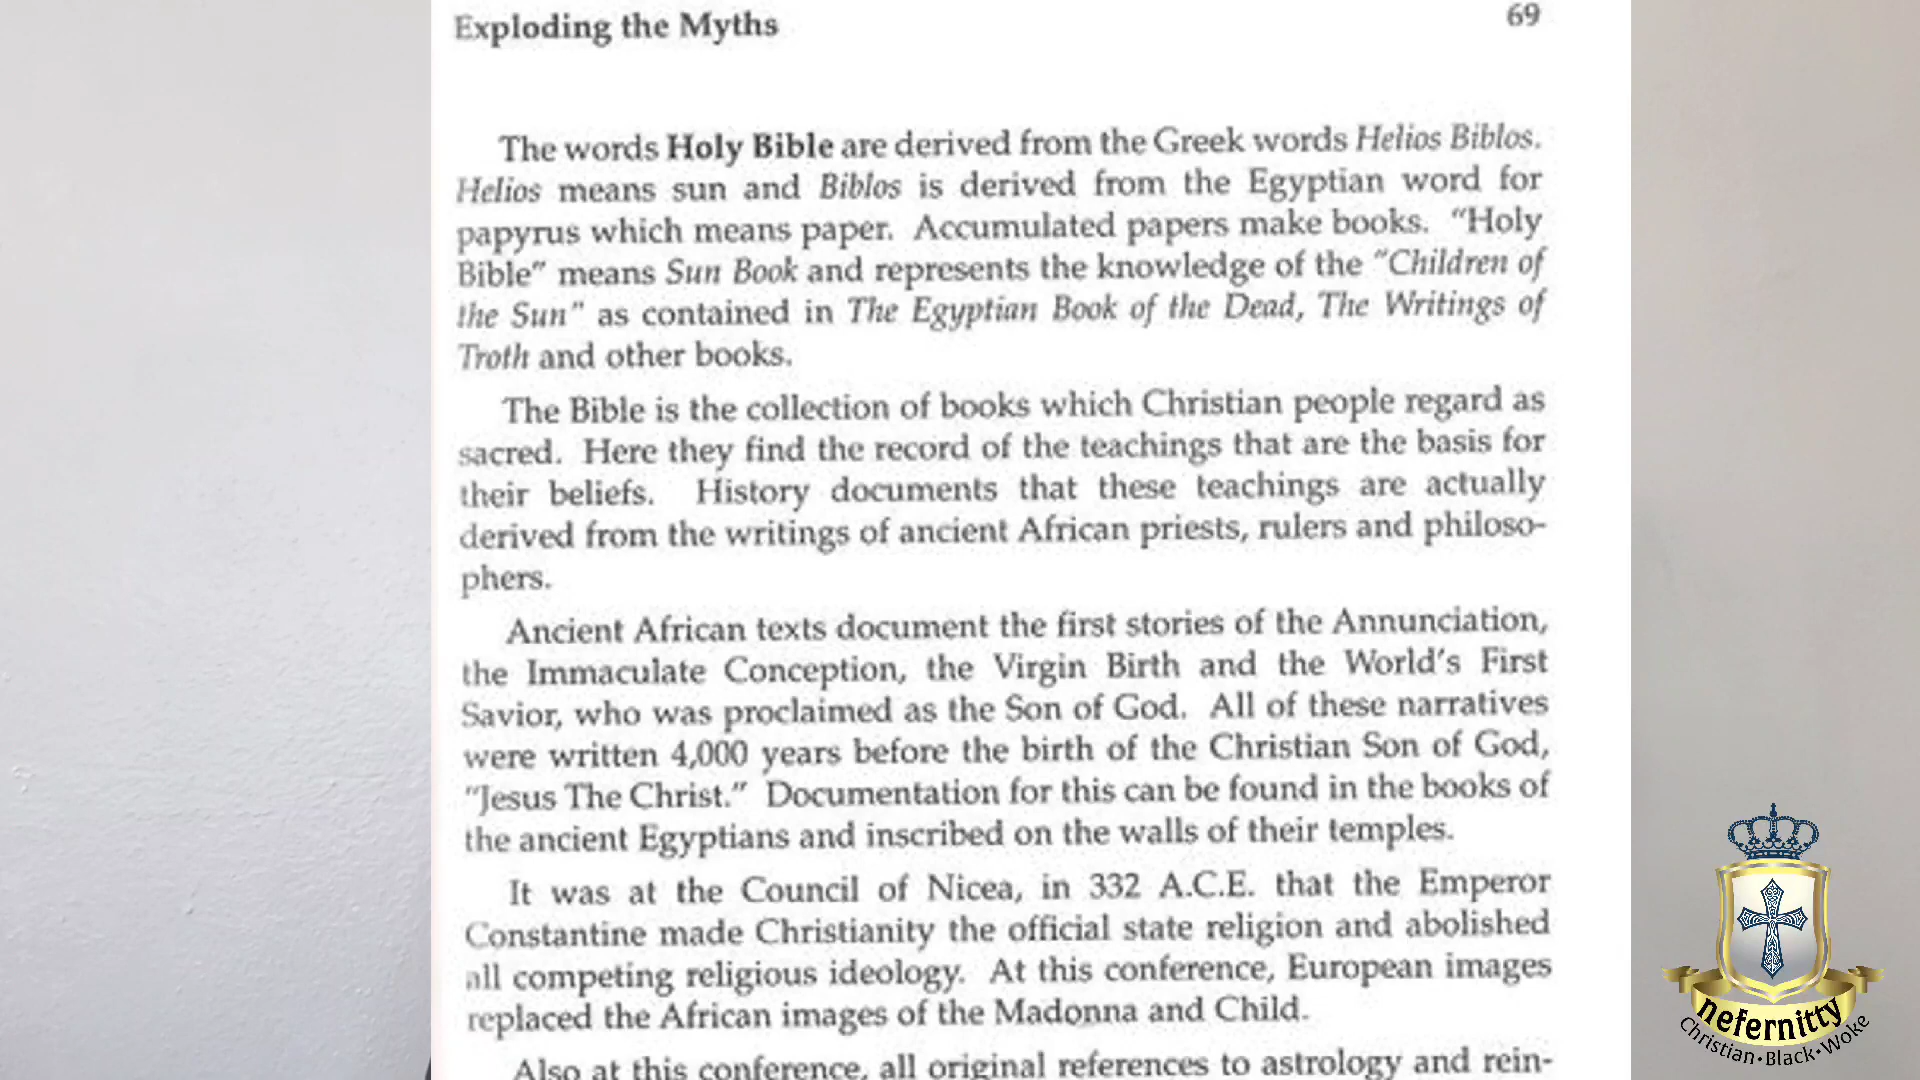 Exploding the Myths 69
The words Holy Bible are derived from the Greek words Helios Biblos.
Helios means sun and Biblos is derived from the Egyptian word for
papyrus which means paper. Accumulated papers make books. "Holy
Bible" means Sun Book and represents the knowledge of the "Children of
the Sun" as contained in The Egyptian Book of the Dead, The Writings of
Troth and other books.
The Bible is the collection of books which Christian people regard as
sacred. Here they find the record of the teachings that are the basis for
their beliefs. History documents that these teachings are actually
derived from the writings of ancient African priests, rulers and philoso-
phers.
Ancient African texts document the first stories of the Annunciation,
the Immaculate Conception, the Virgin Birth and the World's First
Savior, who was proclaimed as the Son of God. All of these narratives
were written 4,000 years before the birth of the Christian Son of God,
"Jesus The Christ." Documentation for this can be found in the books of
the ancient Egyptians and inscribed on the walls of their temples.
It was at the Council of Nicea, in 332 A.C.E. that the Emperor
Constantine made Christianity the official state religion and abolished
all competing religious ideology. At this conference, European images
replaced the African images of the Madonna and Child.
Also at this conference, all original references to astrology and rein-
nefernitty
Christian•Black•Woke